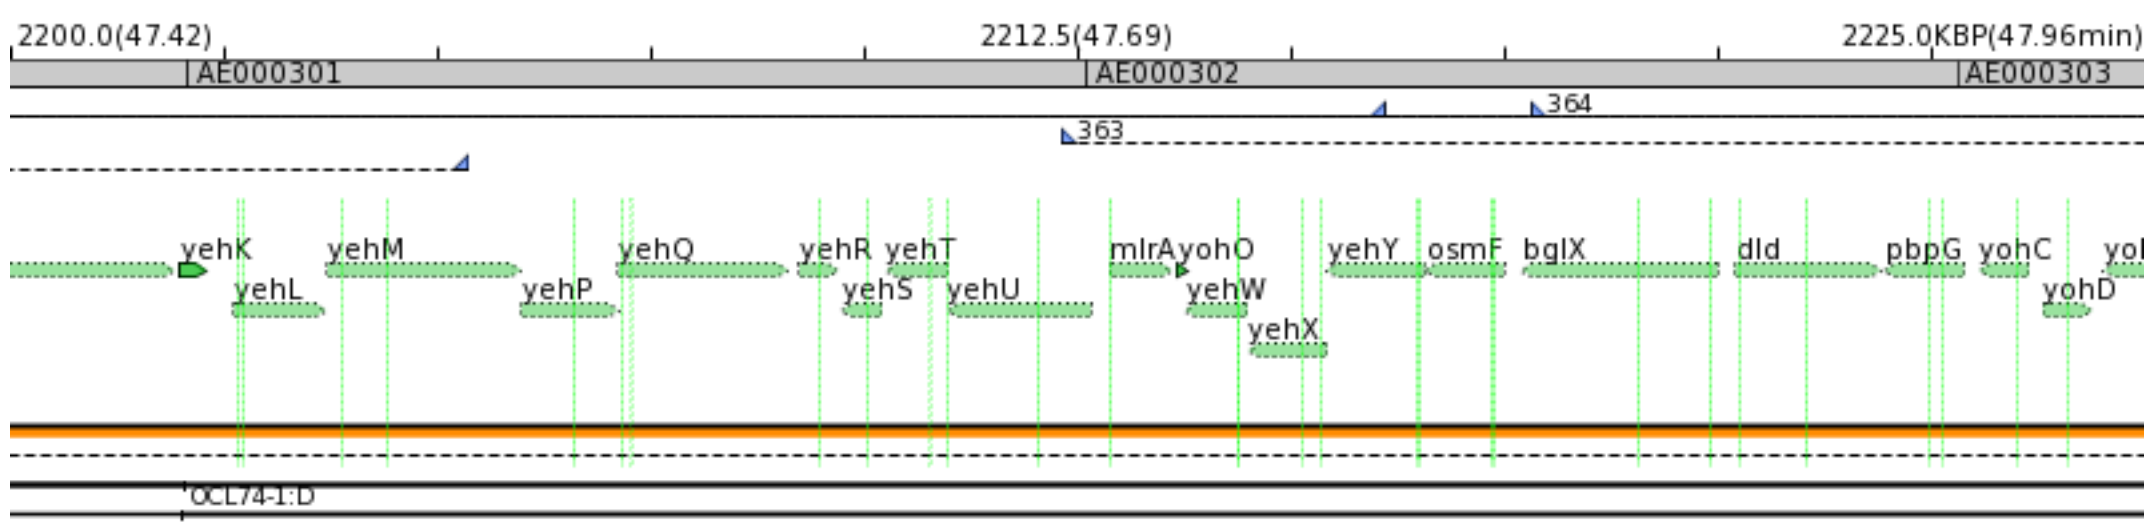 2200.0(47.42) 2212.5(47.69) 2225.0KBP(47.96min)
AE000301 AE000302 AE000303
364
363
yehK yehM yehQ yehR yehT mlrA yohO yehY osmF bglX dld pbpG yohC
yehL yehP yehS yehU yehW yohD
yehX
OCL74-1:D